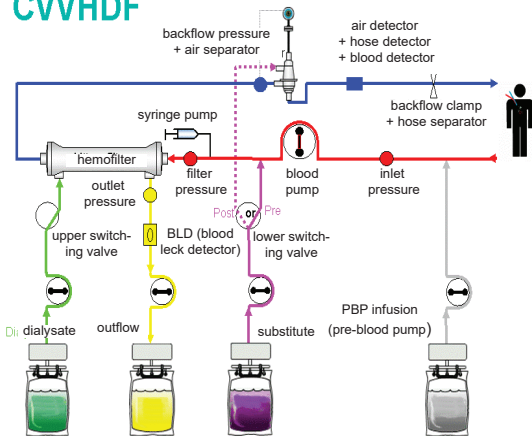 CVVHDF
backflow pressure
+ air separator
air detector
+ hose detector
+ blood detector
backflow clamp
+ hose separator
syringe pump
hemofilter
filter
pressure
blood
pump
inlet
pressure
outlet
pressure
Post
or
Pre
upper switch-
ing valve
BLD (blood
leck detector)
lower switch-
ing valve
PBP infusion
(pre-blood pump)
Di
dialysate
outflow
substitute